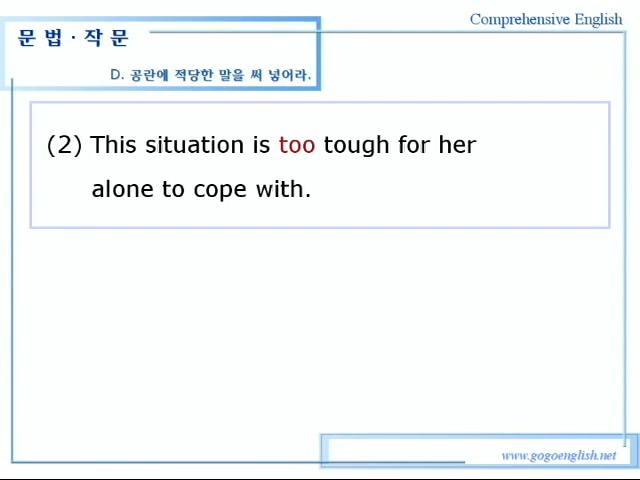 Comprehensive English
문 법 · 작 문
D. 공란에 적당한 말을 써 넣어라.
(2) This situation is too tough for her
alone to cope with.
www.gogoenglish.net